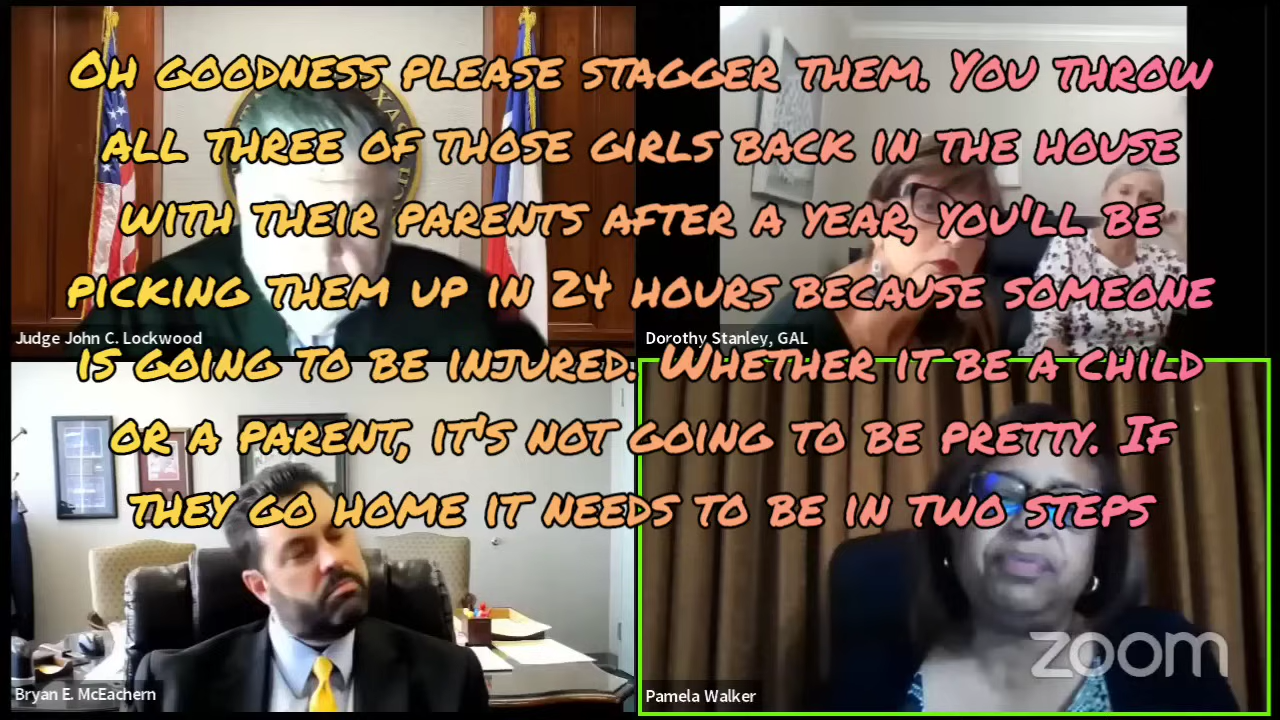 Oh goodness please stagger them. You throw
all three of those girls back in the house
with their parents after a year, you'll be
picking them up in 24 hours because someone
is going to be injured. Whether it be a child
or a parent, it's not going to be pretty. If
they go home it needs to be in two steps
Judge John C. Lockwood
Dorothy Stanley, GAL
Bryan E. McEachern
Pamela Walker
zoom